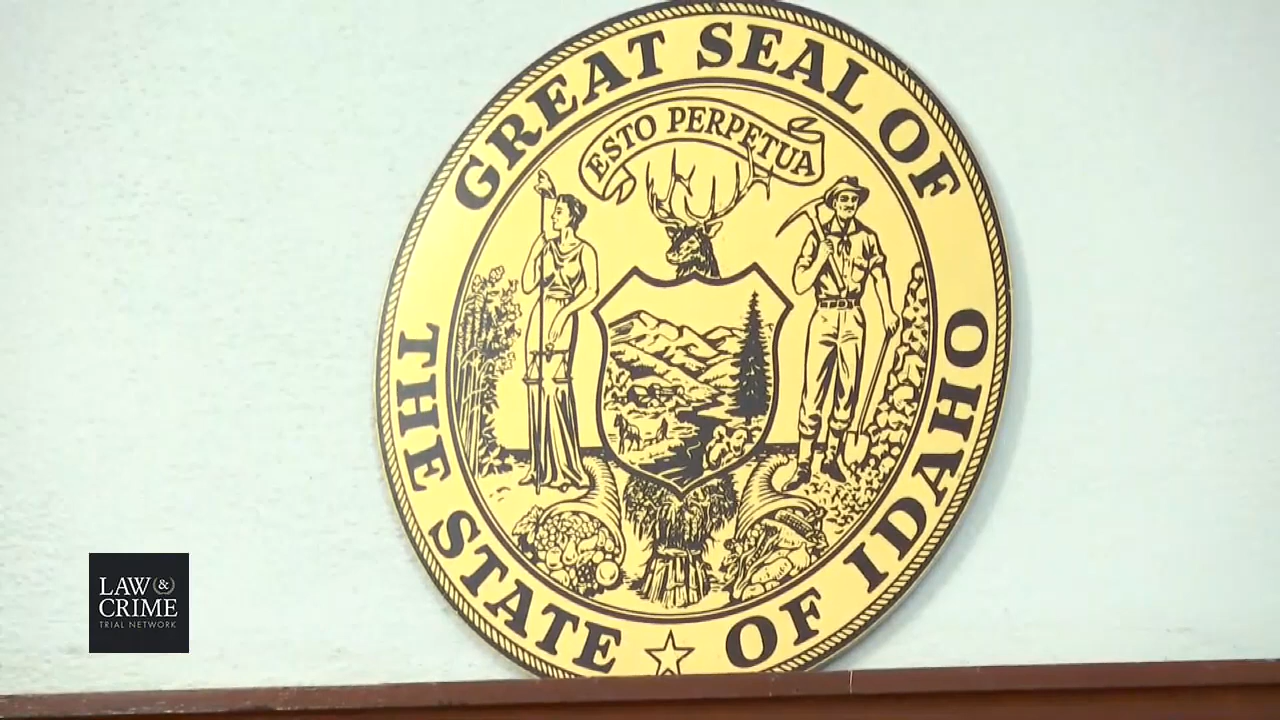 GREAT SEAL OF
THE STATE ☆ OF IDAHO
ESTO PERPETUA
LAW &
CRIME
TRIAL NETWORK